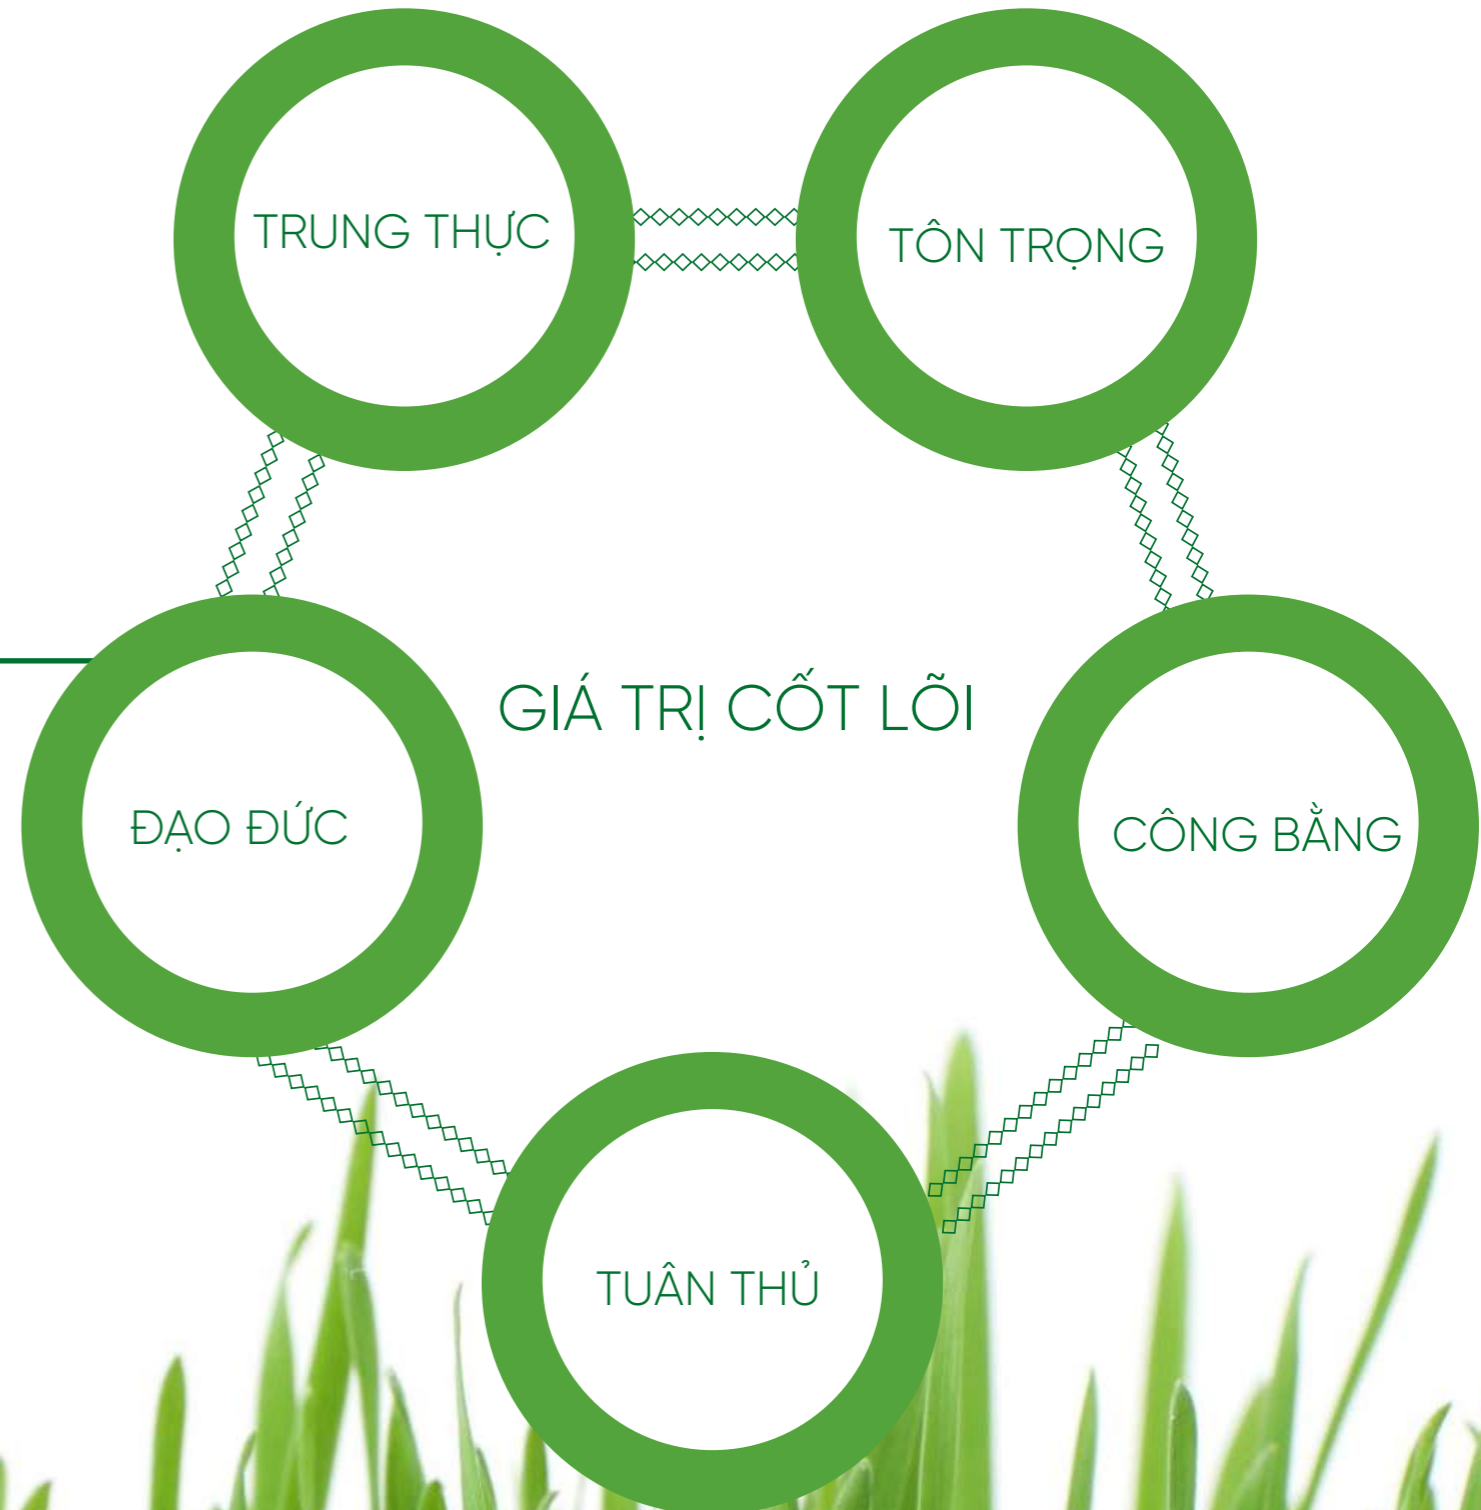 TRUNG THỰC
TÔN TRỌNG
GIÁ TRỊ CỐT LÕI
ĐẠO ĐỨC
CÔNG BẰNG
TUÂN THỦ